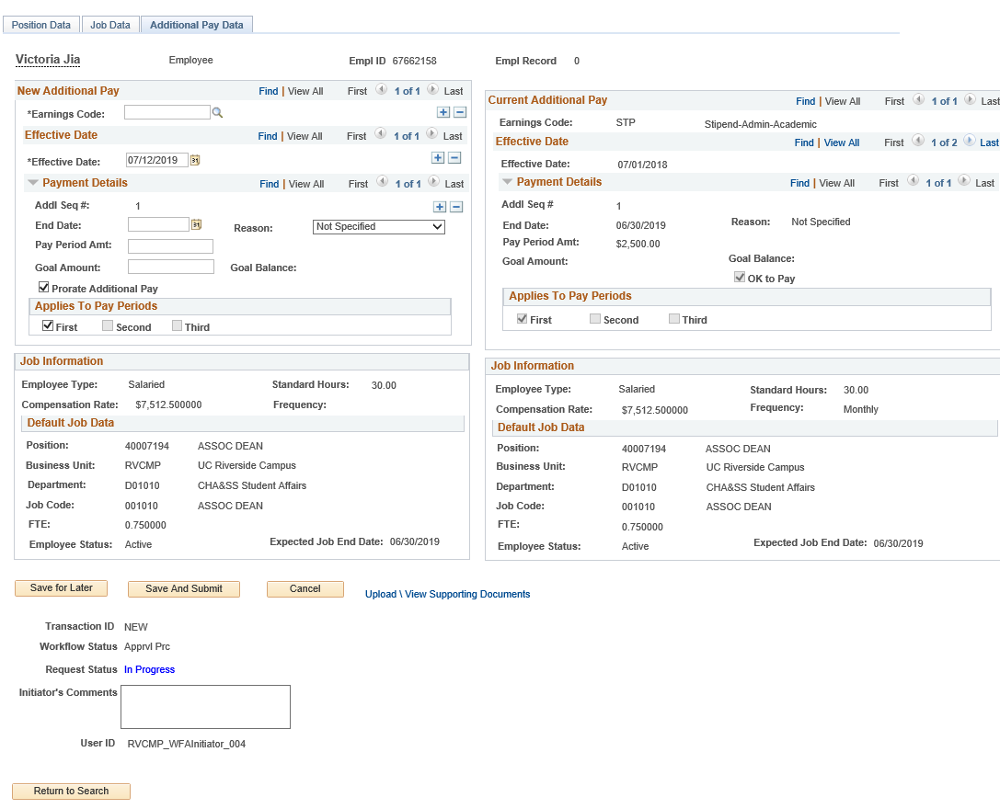 Position Data Job Data Additional Pay Data
Victoria Jia Employee Empl ID 67662158 Empl Record 0
New Additional Pay Find | View All First 1 of 1 Last
*Earnings Code:
Effective Date Find | View All First 1 of 1 Last
*Effective Date: 07/12/2019 31
Payment Details Find | View All First 1 of 1 Last
Addl Seq #: 1
End Date: 31 Reason: Not Specified
Pay Period Amt:
Goal Amount: Goal Balance:
Prorate Additional Pay
Applies To Pay Periods
First Second Third
Job Information
Employee Type: Salaried Standard Hours: 30.00
Compensation Rate: $7,512.500000 Frequency:
Default Job Data
Position: 40007194 ASSOC DEAN
Business Unit: RVCMP UC Riverside Campus
Department: D01010 CHA&SS Student Affairs
Job Code: 001010 ASSOC DEAN
FTE: 0.750000
Employee Status: Active Expected Job End Date: 06/30/2019
Current Additional Pay Find | View All First 1 of 1 Last
Earnings Code: STP Stipend-Admin-Academic
Effective Date Find | View All First 1 of 2 Last
Effective Date: 07/01/2018
Payment Details Find | View All First 1 of 1 Last
Addl Seq # 1
End Date: 06/30/2019 Reason: Not Specified
Pay Period Amt: $2,500.00
Goal Amount: Goal Balance:
OK to Pay
Applies To Pay Periods
First Second Third
Job Information
Employee Type: Salaried Standard Hours: 30.00
Compensation Rate: $7,512.500000 Frequency: Monthly
Default Job Data
Position: 40007194 ASSOC DEAN
Business Unit: RVCMP UC Riverside Campus
Department: D01010 CHA&SS Student Affairs
Job Code: 001010 ASSOC DEAN
FTE: 0.750000
Employee Status: Active Expected Job End Date: 06/30/2019
Save for Later Save And Submit Cancel Upload \ View Supporting Documents
Transaction ID NEW
Workflow Status Apprvl Prc
Request Status In Progress
Initiator's Comments
User ID RVCMP_WFAInitiator_004
Return to Search